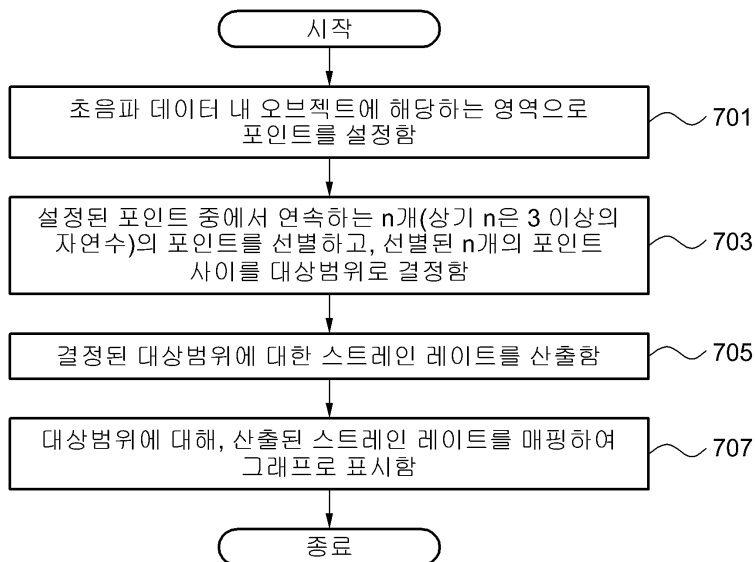 시작
초음파 데이터 내 오브젝트에 해당하는 영역으로
포인트를 설정함
701
설정된 포인트 중에서 연속하는 n개(상기 n은 3 이상의
자연수)의 포인트를 선별하고, 선별된 n개의 포인트
사이를 대상범위로 결정함
703
결정된 대상범위에 대한 스트레인 레이트를 산출함
705
대상범위에 대해, 산출된 스트레인 레이트를 매핑하여
그래프로 표시함
707
종료